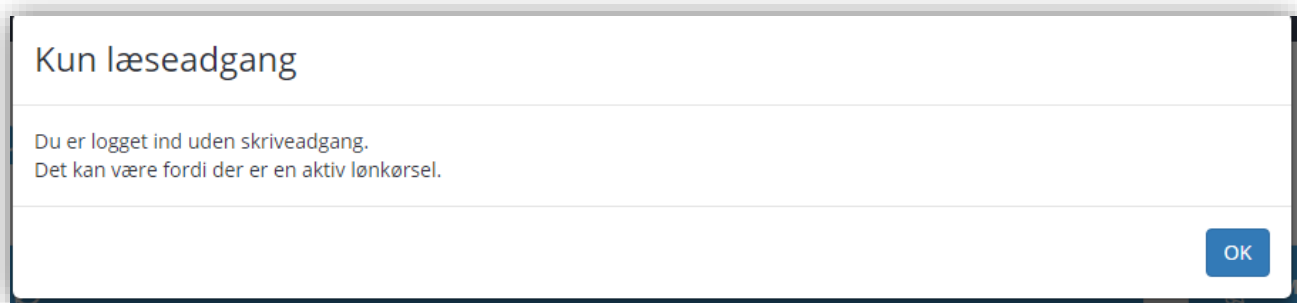 Kun læseadgang
Du er logget ind uden skriveadgang.
Det kan være fordi der er en aktiv lønkørsel.
OK